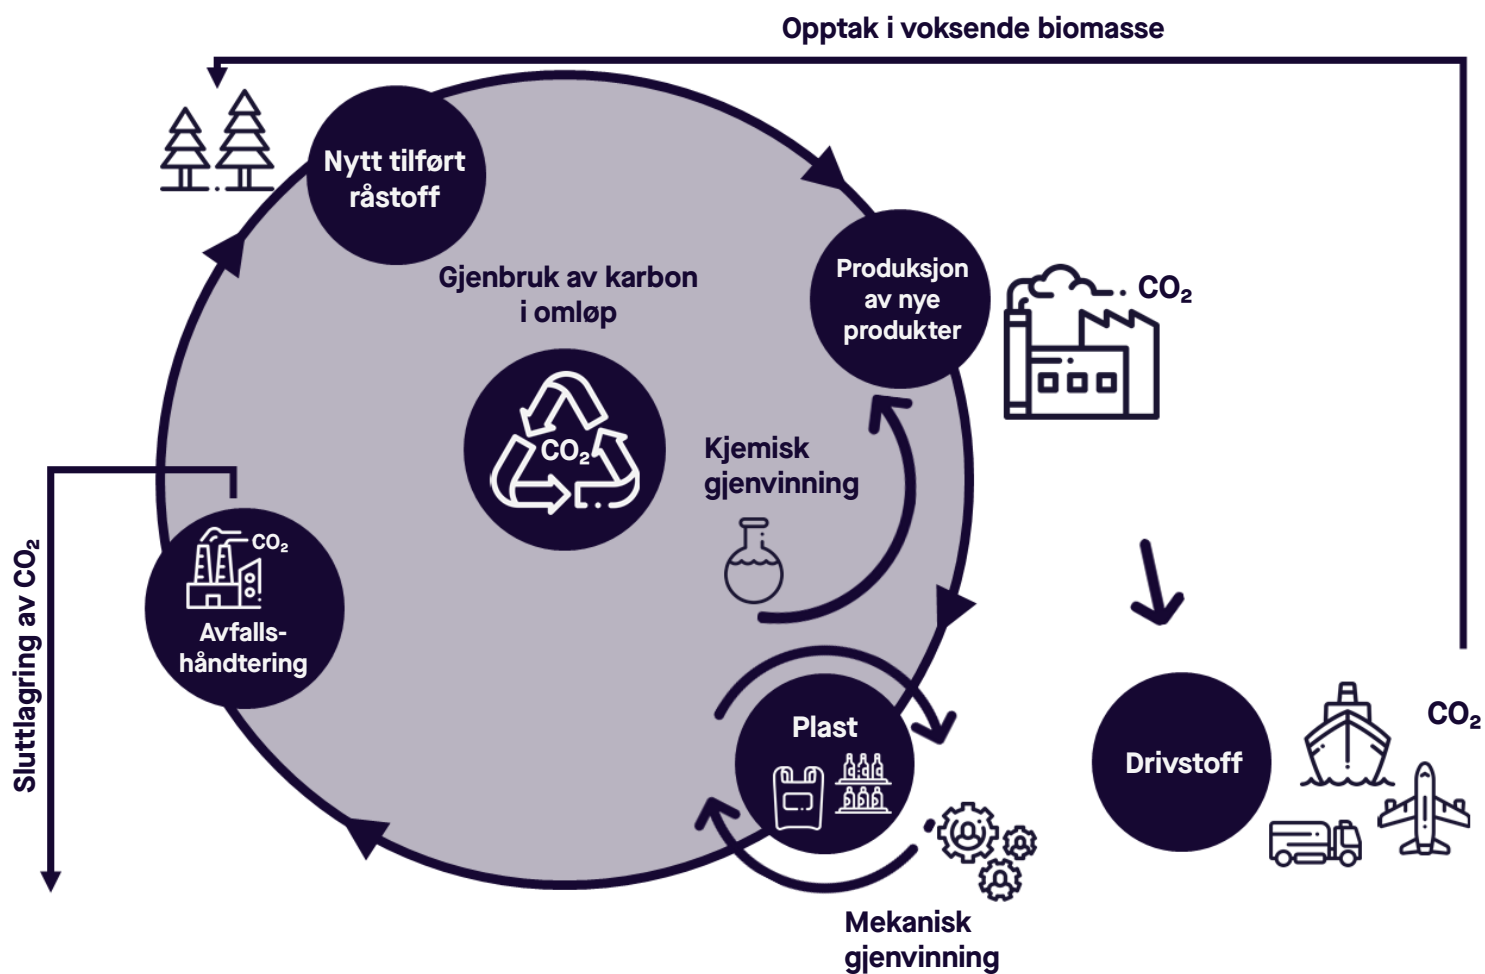 Opptak i voksende biomasse
Nytt tilført
råstoff
Gjenbruk av karbon
i omløp
Produksjon
av nye
produkter
CO₂
CO₂
Kjemisk
gjenvinning
Sluttlagring av CO₂
CO₂
Avfalls-
håndtering
Plast
Drivstoff
CO₂
Mekanisk
gjenvinning